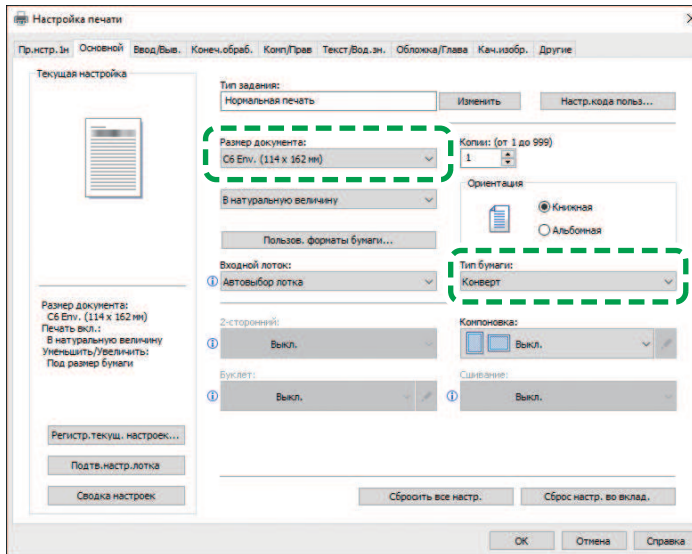 Настройка печати
Пр.нстр.1н Основной Ввод/Выв. Конеч.обраб. Комп/Прав Текст/Вод.зн. Обложка/Глава Кач.изобр. Другие
Текущая настройка
Тип задания:
Нормальная печать
Изменить
Настр.кода польз...
Размер документа:
C6 Env. (114 x 162 мм)
Копии: (от 1 до 999)
1
В натуральную величину
Ориентация
Книжная
Альбомная
Пользов. форматы бумаги...
Входной лоток:
Автовыбор лотка
Тип бумаги:
Конверт
Размер документа:
C6 Env. (114 x 162 мм)
Печать вкл.:
В натуральную величину
Уменьшить/Увеличить:
Под размер бумаги
2-сторонний:
Выкл.
Компоновка:
Выкл.
Буклет:
Выкл.
Сшивание:
Выкл.
Регистр.текущ. настроек...
Подтв.настр.лотка
Сводка настроек
Сбросить все настр.
Сброс настр. во вклад.
ОК
Отмена
Справка